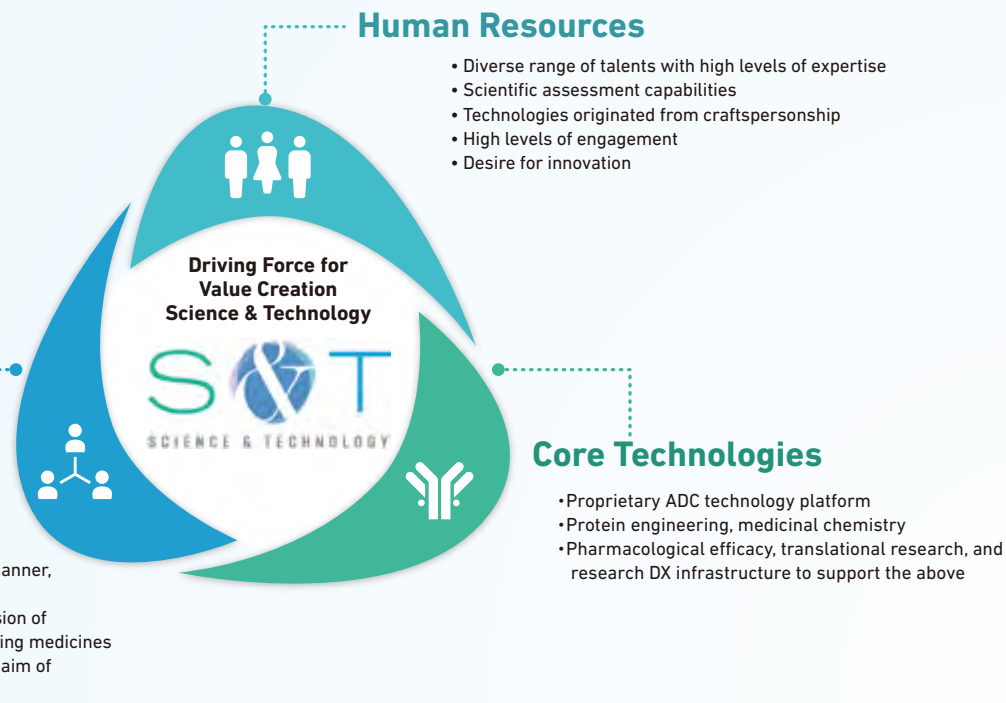 Human Resources
• Diverse range of talents with high levels of expertise
• Scientific assessment capabilities
• Technologies originated from craftspersonship
• High levels of engagement
• Desire for innovation
Driving Force for
Value Creation
Science & Technology
S&T
SCIENCE & TECHNOLOGY
Core Technologies
•Proprietary ADC technology platform
•Protein engineering, medicinal chemistry
•Pharmacological efficacy, translational research, and
research DX infrastructure to support the above
anner,
sion of
ing medicines
aim of